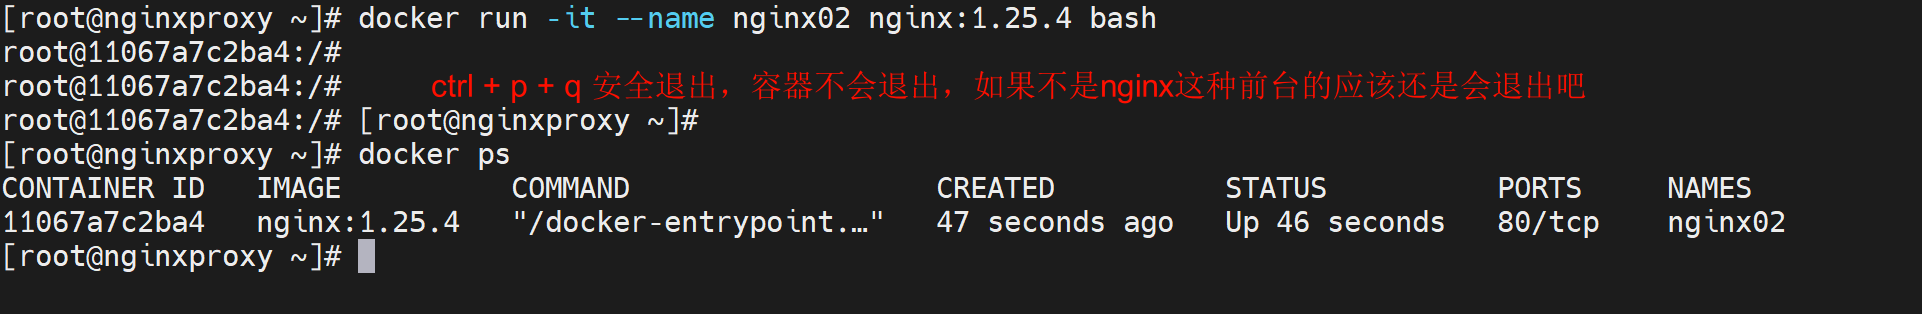 [root@nginxproxy ~]# docker run -it --name nginx02 nginx:1.25.4 bash
root@11067a7c2ba4:/#
root@11067a7c2ba4:/# ctrl + p + q 安全退出，容器不会退出，如果不是nginx这种前台的应该还是会退出吧
root@11067a7c2ba4:/# [root@nginxproxy ~]#
[root@nginxproxy ~]# docker ps
CONTAINER ID IMAGE COMMAND CREATED STATUS PORTS NAMES
11067a7c2ba4 nginx:1.25.4 "/docker-entrypoint.…" 47 seconds ago Up 46 seconds 80/tcp nginx02
[root@nginxproxy ~]#